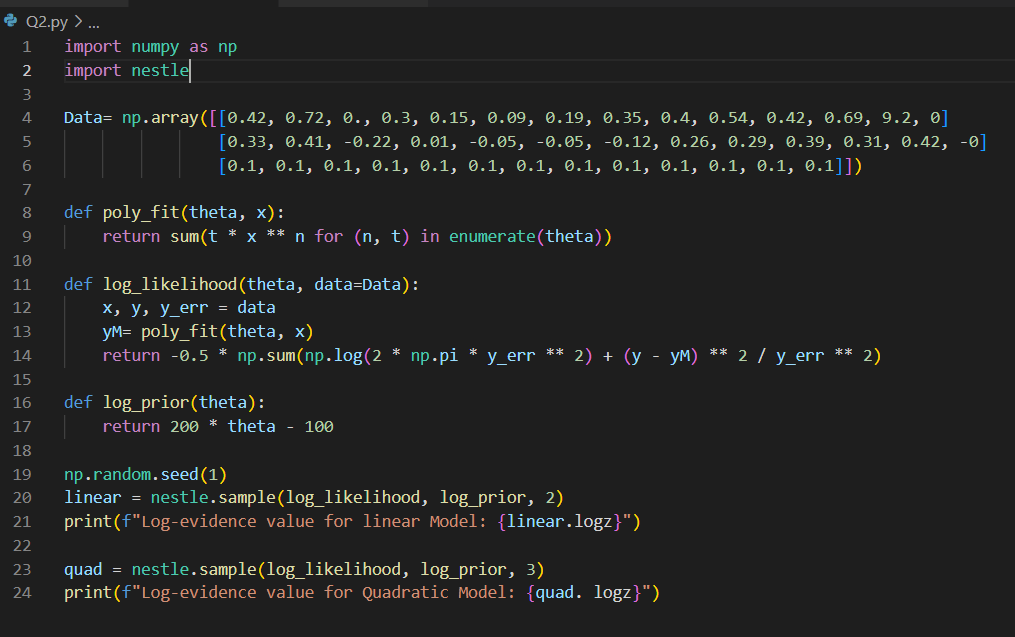 Q2.py > ...
1 import numpy as np
2 import nestle
3
4 Data= np.array([[0.42, 0.72, 0., 0.3, 0.15, 0.09, 0.19, 0.35, 0.4, 0.54, 0.42, 0.69, 9.2, 0]
5                 [0.33, 0.41, -0.22, 0.01, -0.05, -0.05, -0.12, 0.26, 0.29, 0.39, 0.31, 0.42, -0]
6                 [0.1, 0.1, 0.1, 0.1, 0.1, 0.1, 0.1, 0.1, 0.1, 0.1, 0.1, 0.1, 0.1]])
7
8 def poly_fit(theta, x):
9     return sum(t * x ** n for (n, t) in enumerate(theta))
10
11 def log_likelihood(theta, data=Data):
12     x, y, y_err = data
13     yM= poly_fit(theta, x)
14     return -0.5 * np.sum(np.log(2 * np.pi * y_err ** 2) + (y - yM) ** 2 / y_err ** 2)
15
16 def log_prior(theta):
17     return 200 * theta - 100
18
19 np.random.seed(1)
20 linear = nestle.sample(log_likelihood, log_prior, 2)
21 print(f"Log-evidence value for linear Model: {linear.logz}")
22
23 quad = nestle.sample(log_likelihood, log_prior, 3)
24 print(f"Log-evidence value for Quadratic Model: {quad. logz}")